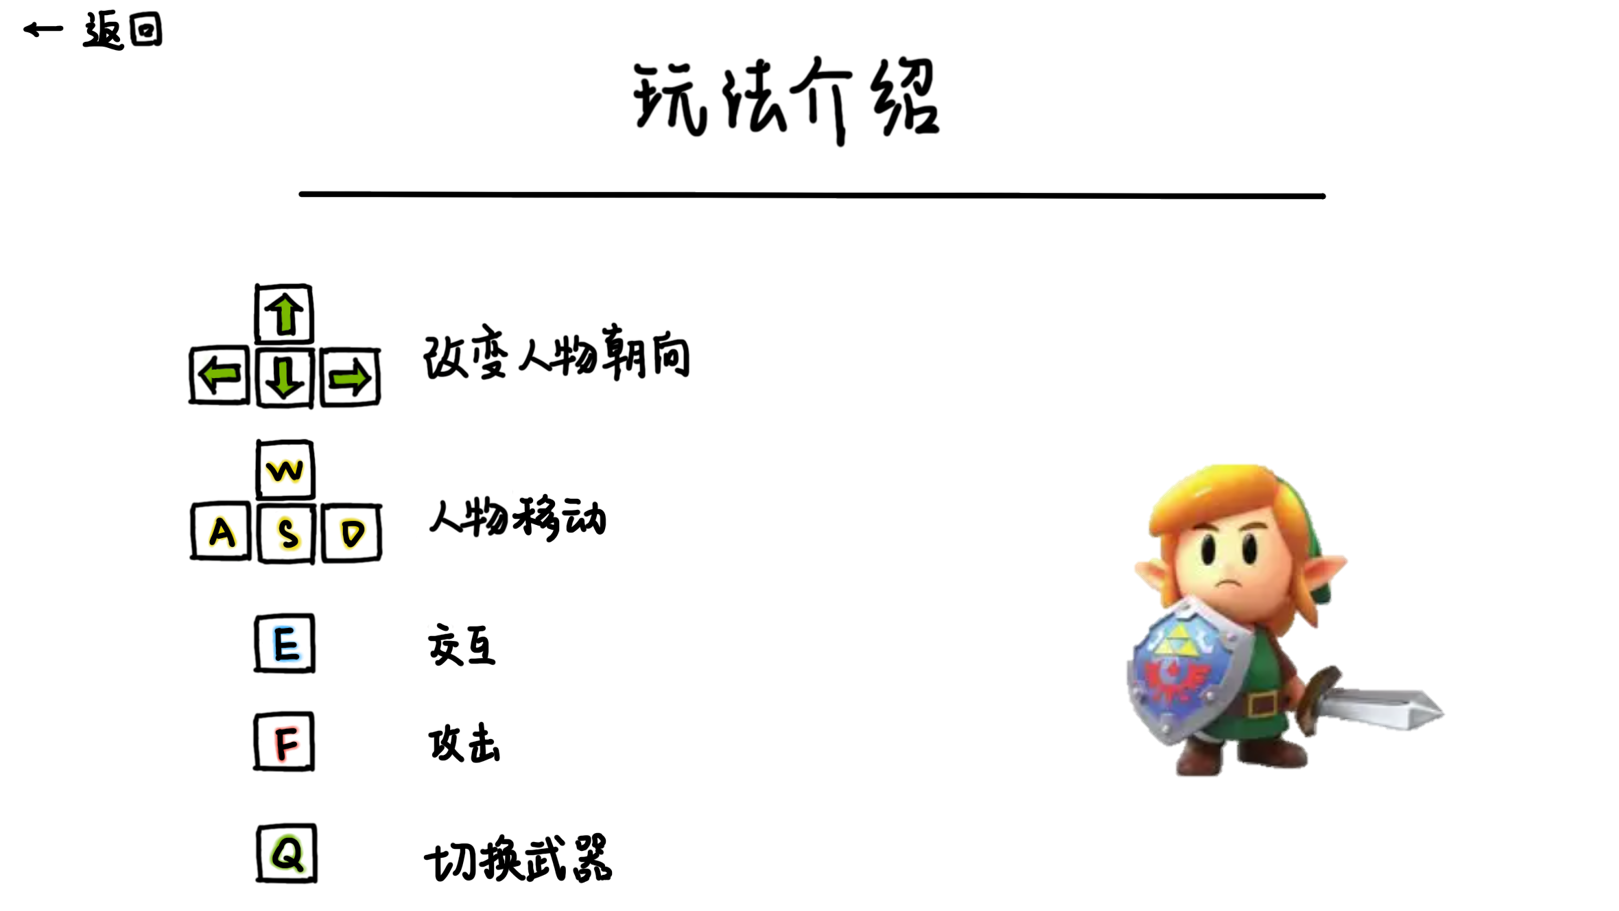 ← 返回
玩法介绍
↑
← ↓ → 改变人物朝向
W
A S D 人物移动
E 交互
F 攻击
Q 切换武器